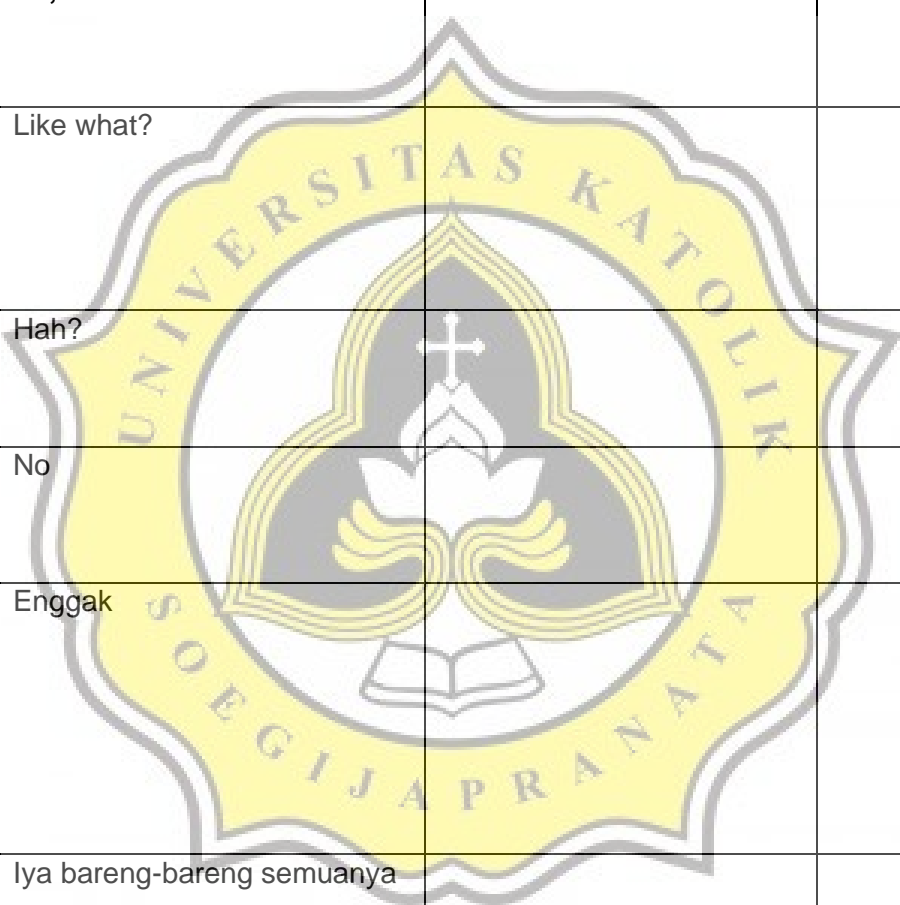 Like what?
UNIVERSITAS KATOLIK
Hah?
No
Enggak
SOEGIJAPRANATA
Iya bareng-bareng semuanya